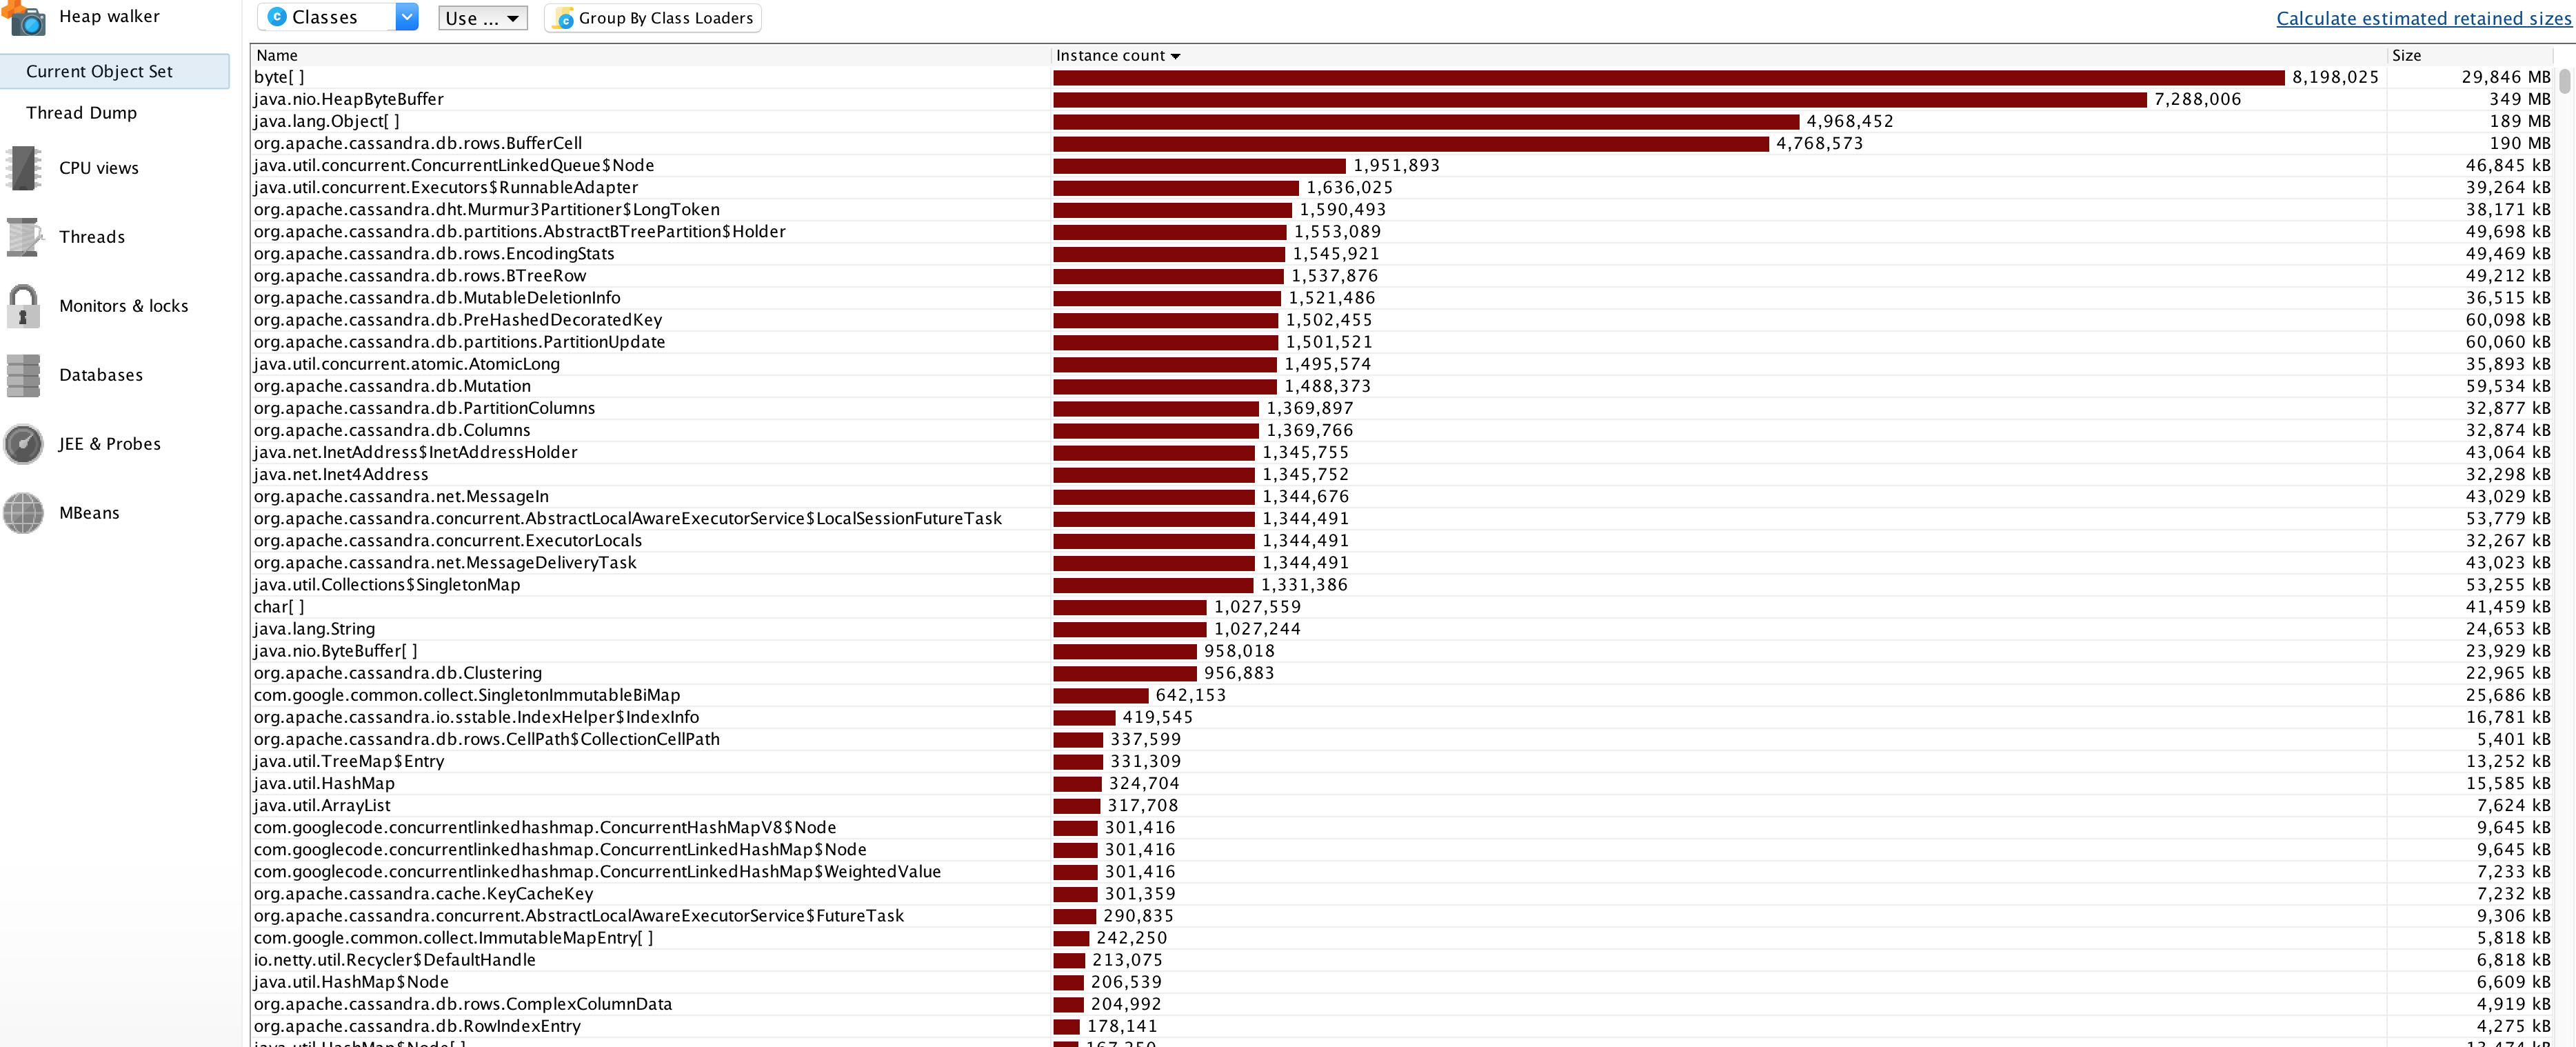 Heap walker
Classes Use ... Group By Class Loaders Calculate estimated retained sizes
Current Object Set
Thread Dump
CPU views
Threads
Monitors & locks
Databases
JEE & Probes
MBeans
Name Instance count Size
byte[ ] 8,198,025 29,846 MB
java.nio.HeapByteBuffer 7,288,006 349 MB
java.lang.Object[ ] 4,968,452 189 MB
org.apache.cassandra.db.rows.BufferCell 4,768,573 190 MB
java.util.concurrent.ConcurrentLinkedQueue$Node 1,951,893 46,845 kB
java.util.concurrent.Executors$RunnableAdapter 1,636,025 39,264 kB
org.apache.cassandra.dht.Murmur3Partitioner$LongToken 1,590,493 38,171 kB
org.apache.cassandra.db.partitions.AbstractBTreePartition$Holder 1,553,089 49,698 kB
org.apache.cassandra.db.rows.EncodingStats 1,545,921 49,469 kB
org.apache.cassandra.db.rows.BTreeRow 1,537,876 49,212 kB
org.apache.cassandra.db.MutableDeletionInfo 1,521,486 36,515 kB
org.apache.cassandra.db.PreHashedDecoratedKey 1,502,455 60,098 kB
org.apache.cassandra.db.partitions.PartitionUpdate 1,501,521 60,060 kB
java.util.concurrent.atomic.AtomicLong 1,495,574 35,893 kB
org.apache.cassandra.db.Mutation 1,488,373 59,534 kB
org.apache.cassandra.db.PartitionColumns 1,369,897 32,877 kB
org.apache.cassandra.db.Columns 1,369,766 32,874 kB
java.net.InetAddress$InetAddressHolder 1,345,755 43,064 kB
java.net.Inet4Address 1,345,752 32,298 kB
org.apache.cassandra.net.MessageIn 1,344,676 43,029 kB
org.apache.cassandra.concurrent.AbstractLocalAwareExecutorService$LocalSessionFutureTask 1,344,491 53,779 kB
org.apache.cassandra.concurrent.ExecutorLocals 1,344,491 32,267 kB
org.apache.cassandra.net.MessageDeliveryTask 1,344,491 43,023 kB
java.util.Collections$SingletonMap 1,331,386 53,255 kB
char[ ] 1,027,559 41,459 kB
java.lang.String 1,027,244 24,653 kB
java.nio.ByteBuffer[ ] 958,018 23,929 kB
org.apache.cassandra.db.Clustering 956,883 22,965 kB
com.google.common.collect.SingletonImmutableBiMap 642,153 25,686 kB
org.apache.cassandra.io.sstable.IndexHelper$IndexInfo 419,545 16,781 kB
org.apache.cassandra.db.rows.CellPath$CollectionCellPath 337,599 5,401 kB
java.util.TreeMap$Entry 331,309 13,252 kB
java.util.HashMap 324,704 15,585 kB
java.util.ArrayList 317,708 7,624 kB
com.googlecode.concurrentlinkedhashmap.ConcurrentHashMapV8$Node 301,416 9,645 kB
com.googlecode.concurrentlinkedhashmap.ConcurrentLinkedHashMap$Node 301,416 9,645 kB
com.googlecode.concurrentlinkedhashmap.ConcurrentLinkedHashMap$WeightedValue 301,416 7,233 kB
org.apache.cassandra.cache.KeyCacheKey 301,359 7,232 kB
org.apache.cassandra.concurrent.AbstractLocalAwareExecutorService$FutureTask 290,835 9,306 kB
com.google.common.collect.ImmutableMapEntry[ ] 242,250 5,818 kB
io.netty.util.Recycler$DefaultHandle 213,075 6,818 kB
java.util.HashMap$Node 206,539 6,609 kB
org.apache.cassandra.db.rows.ComplexColumnData 204,992 4,919 kB
org.apache.cassandra.db.RowIndexEntry 178,141 4,275 kB
java.util.HashMap$Node[ ]